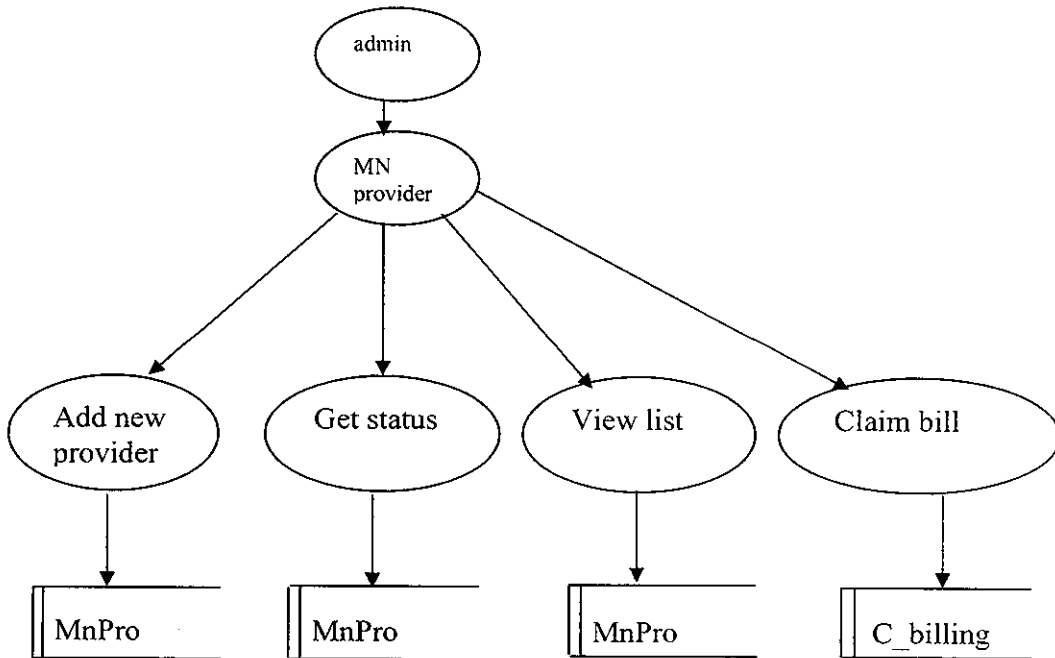 admin
MN
provider
Add new
provider
Get status
View list
Claim bill
MnPro
MnPro
MnPro
C_billing